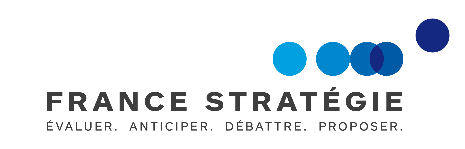 FRANCE STRATÉGIE
ÉVALUER. ANTICIPER. DÉBATTRE. PROPOSER.